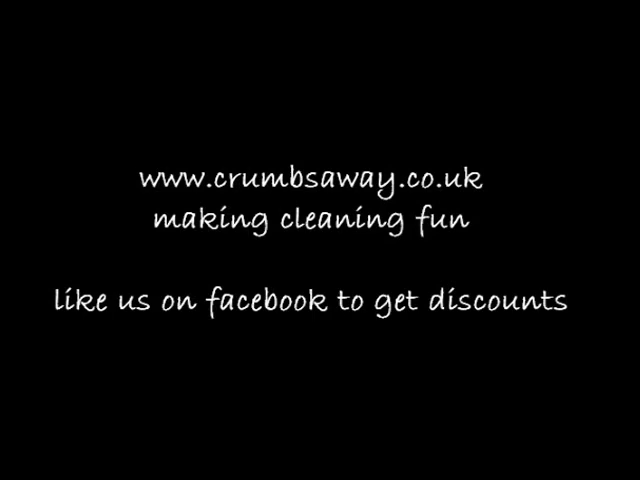 www.crumbsaway.co.uk
making cleaning fun
like us on facebook to get discounts